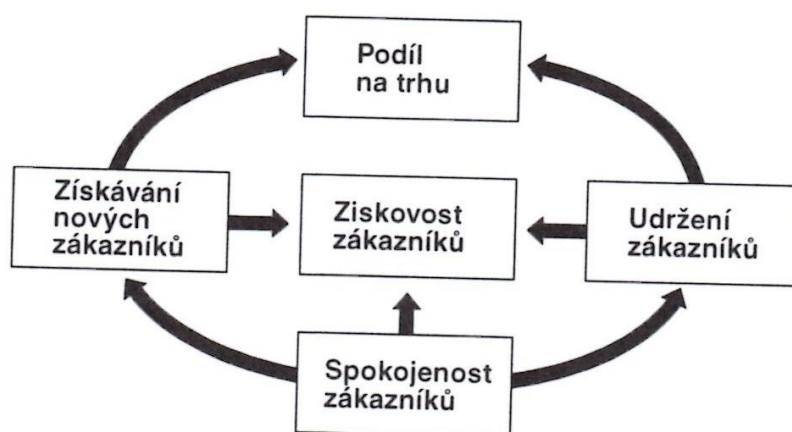 Podíl
na trhu
Získávání
nových
zákazníků
Ziskovost
zákazníků
Udržení
zákazníků
Spokojenost
zákazníků